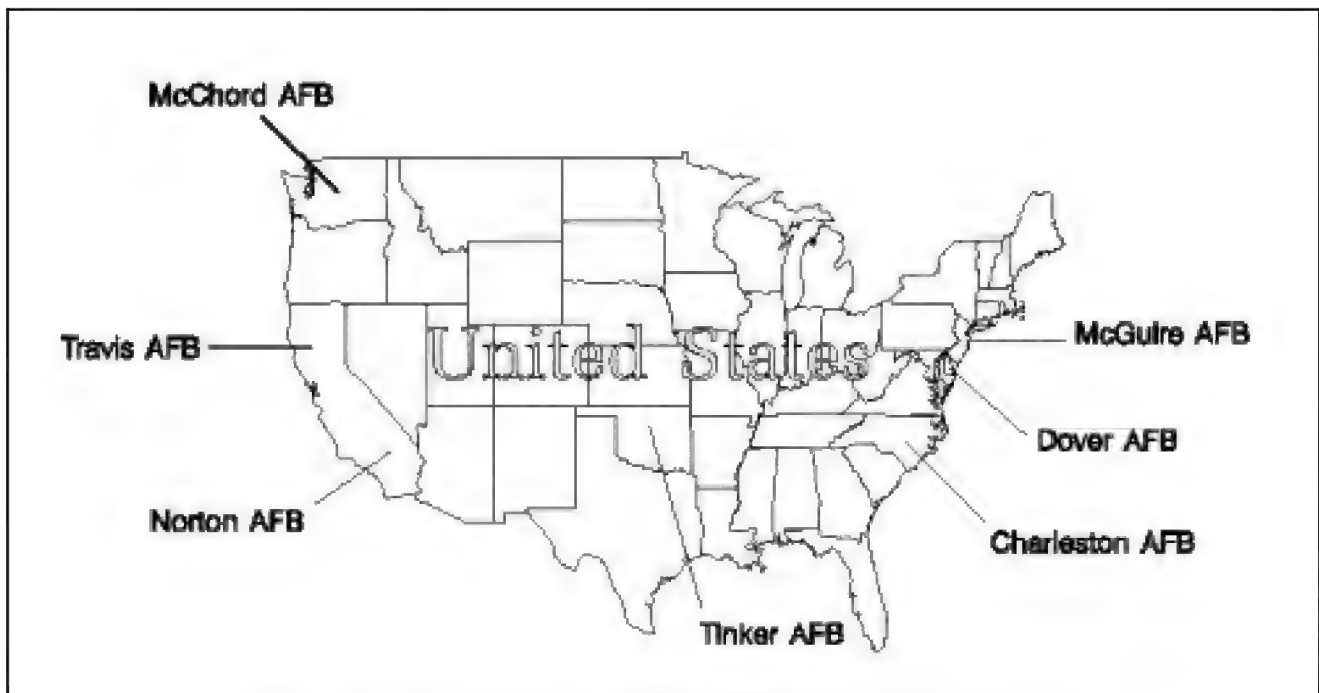 McChord AFB
United States
Travis AFB
McGuire AFB
Dover AFB
Norton AFB
Charleston AFB
Tinker AFB